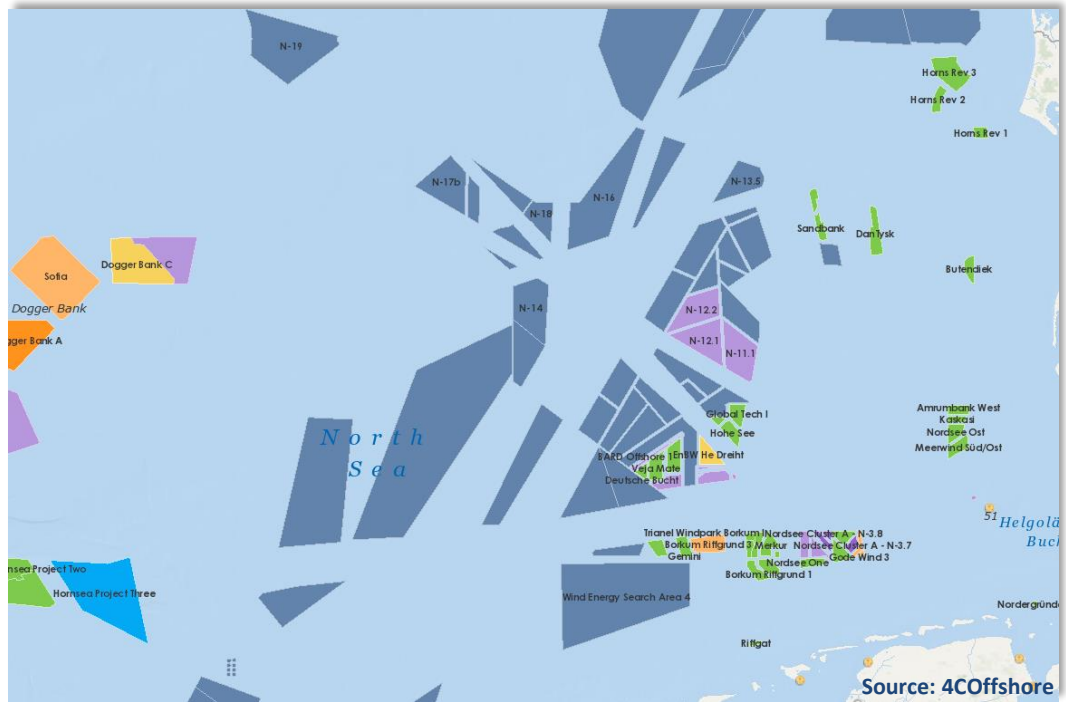 N-19
Horns Rev 3
Horns Rev 2
Horns Rev 1
N-17b
N-13.5
N-16
N-18
Sandbank
DanTysk
Dogger Bank C
Butendiek
Sofia
Dogger Bank
N-14
N-12.2
gger Bank A
N-12.1
N-11.1
Amrumbank West
Global Tech I
Kaskasi
North
Sea
Hohe See
Nordsee Ost
Meerwind Süd/Ost
BARD Offshore 1
EnBW He Dreiht
Veja Mate
Deutsche Bucht
51
Helgolä
Buch
Trianel Windpark Borkum I
Nordsee Cluster A - N-3.8
Borkum Riffgrund 3
Merkur
Nordsee Cluster A - N-3.7
Gemini
Gode Wind 3
Nordsee One
Borkum Riffgrund 1
nsea Project Two
Hornsea Project Three
Wind Energy Search Area 4
Nordergründe
Riffgat
Source: 4COffshore